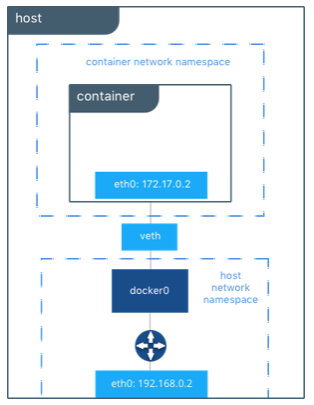 host
container network namespace
container
eth0: 172.17.0.2
veth
docker0
host
network
namespace
eth0: 192.168.0.2